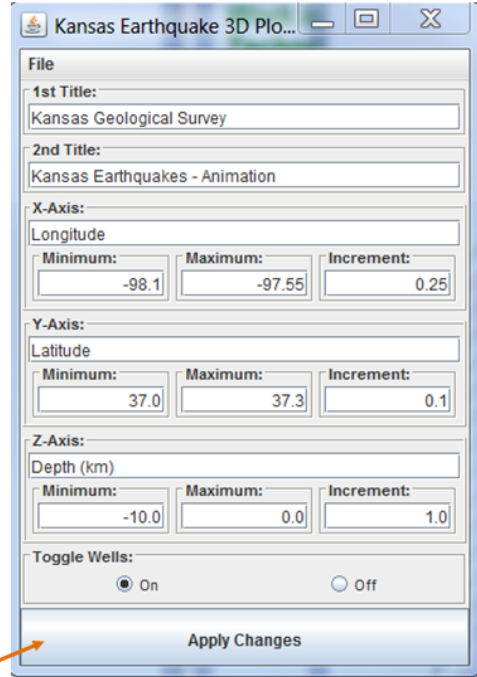 Kansas Earthquake 3D Plo...
File
1st Title:
Kansas Geological Survey
2nd Title:
Kansas Earthquakes - Animation
X-Axis:
Longitude
Minimum: Maximum: Increment:
-98.1 -97.55 0.25
Y-Axis:
Latitude
Minimum: Maximum: Increment:
37.0 37.3 0.1
Z-Axis:
Depth (km)
Minimum: Maximum: Increment:
-10.0 0.0 1.0
Toggle Wells:
On Off
Apply Changes